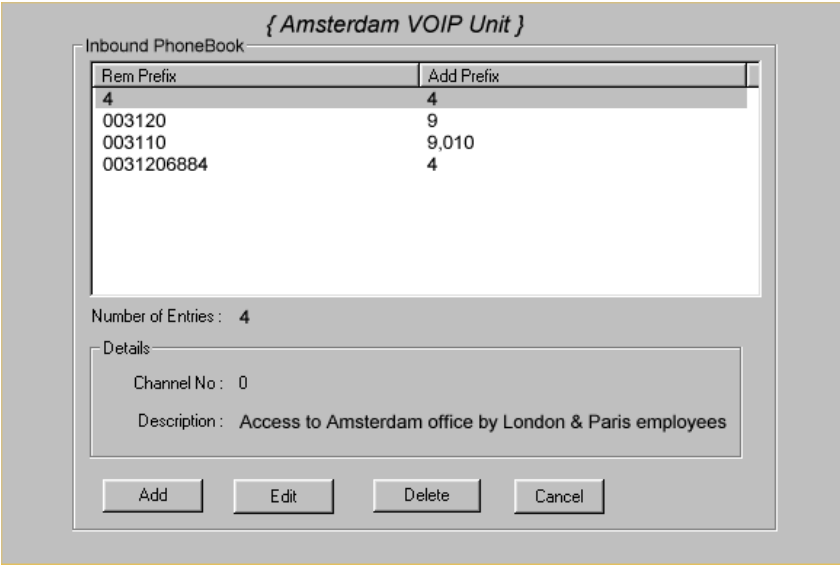 { Amsterdam VOIP Unit }
Inbound PhoneBook
Rem Prefix Add Prefix
4 4
003120 9
003110 9,010
0031206884 4
Number of Entries : 4
Details
Channel No : 0
Description : Access to Amsterdam office by London & Paris employees
Add Edit Delete Cancel